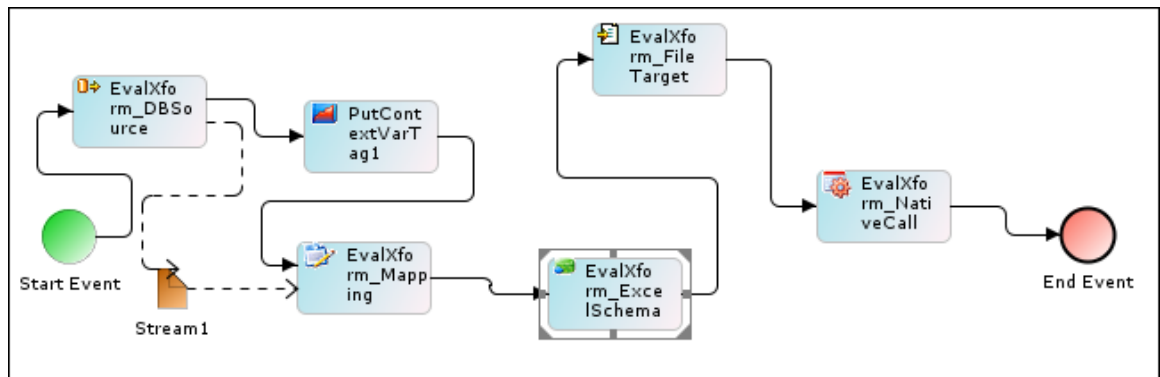 EvalXfo
rm_File
Target
EvalXfo
rm_DBSo
urce
PutCont
extVarT
ag1
EvalXfo
rm_Nati
veCall
Start Event
EvalXfo
rm_Mapp
ing
EvalXfo
rm_Exce
lSchema
End Event
Stream1